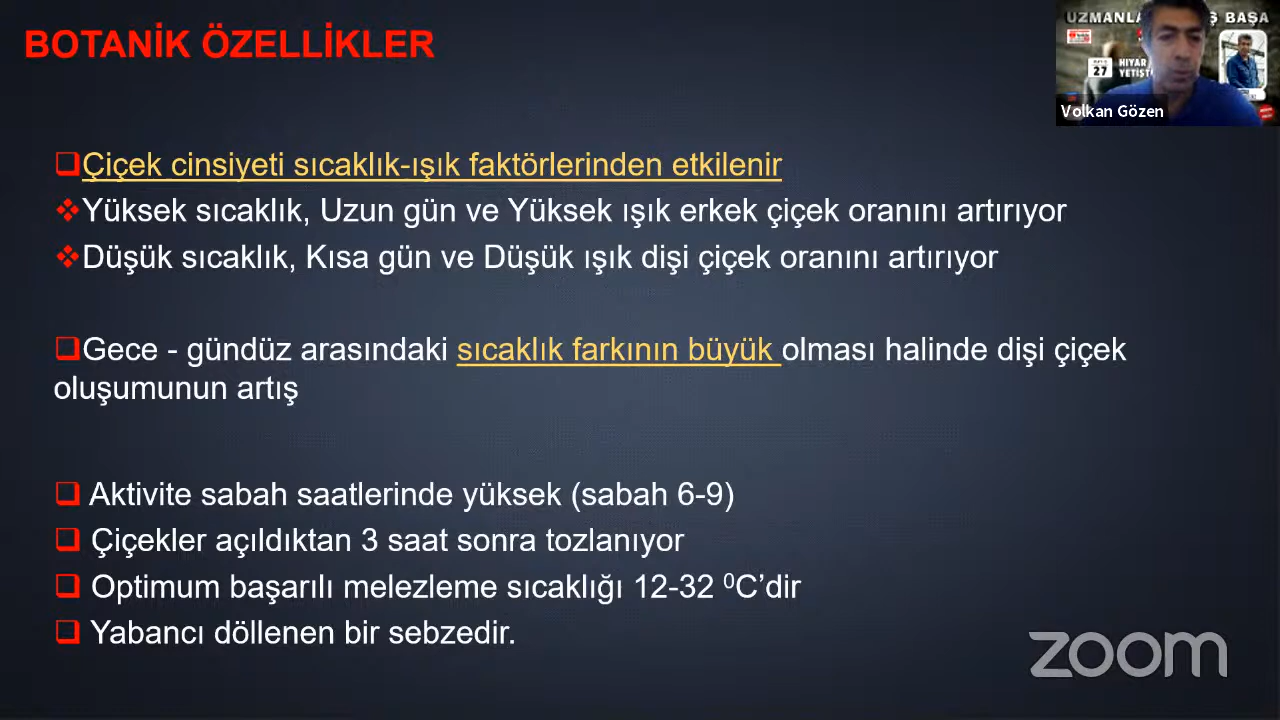 BOTANİK ÖZELLİKLER
UZMANLA Ş BAŞA
27
HIYAR
YETİŞT
Volkan Gözen
Çiçek cinsiyeti sıcaklık-ışık faktörlerinden etkilenir
Yüksek sıcaklık, Uzun gün ve Yüksek ışık erkek çiçek oranını artırıyor
Düşük sıcaklık, Kısa gün ve Düşük ışık dişi çiçek oranını artırıyor
Gece - gündüz arasındaki sıcaklık farkının büyük olması halinde dişi çiçek
oluşumunun artış
Aktivite sabah saatlerinde yüksek (sabah 6-9)
Çiçekler açıldıktan 3 saat sonra tozlanıyor
Optimum başarılı melezleme sıcaklığı 12-32 ⁰C’dir
Yabancı döllenen bir sebzedir.
zoom